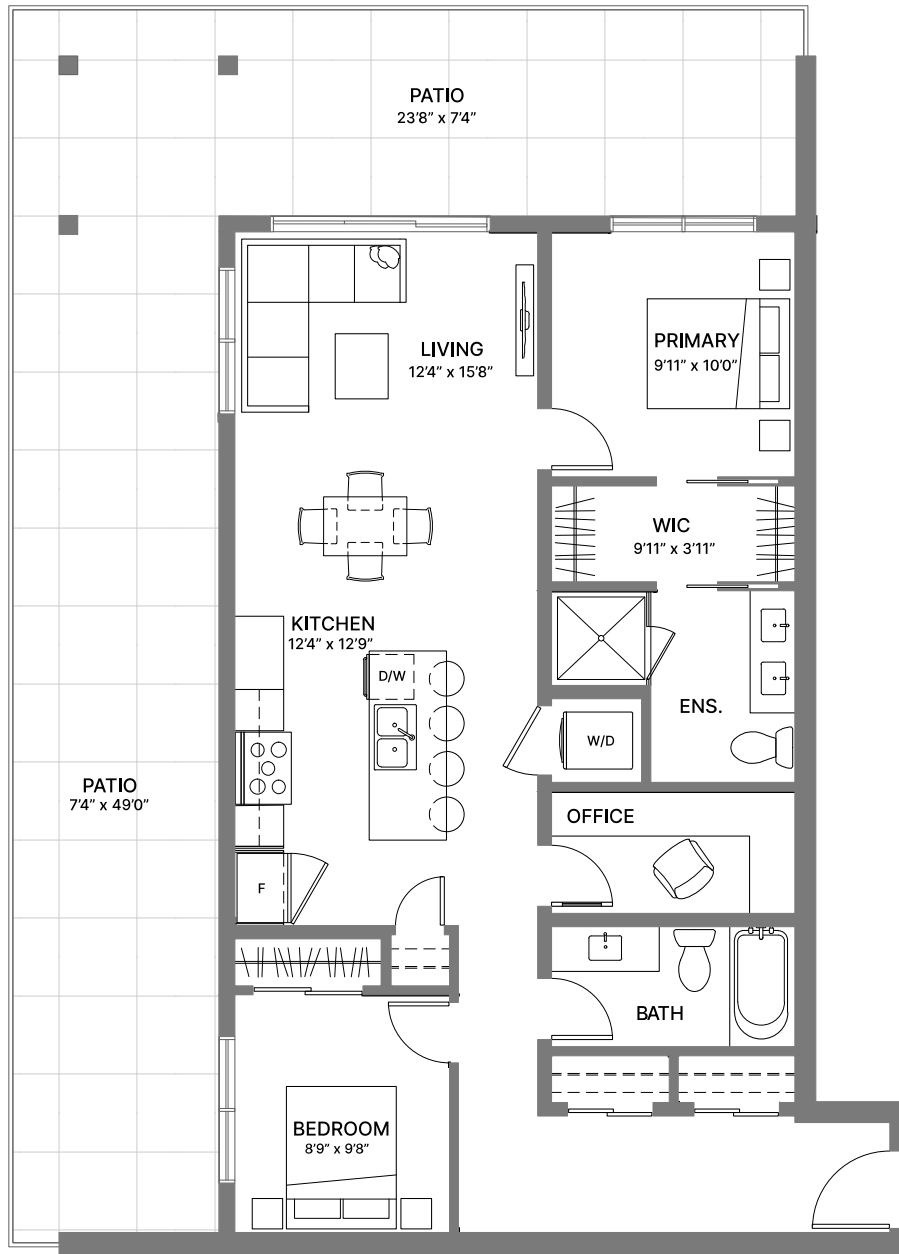 PATIO
23’8” x 7’4”
LIVING
12’4” x 15’8”
PRIMARY
9’11” x 10’0”
WIC
9’11” x 3’11”
KITCHEN
12’4” x 12’9”
D/W
ENS.
W/D
PATIO
7’4” x 49’0”
OFFICE
F
BATH
BEDROOM
8’9” x 9’8”